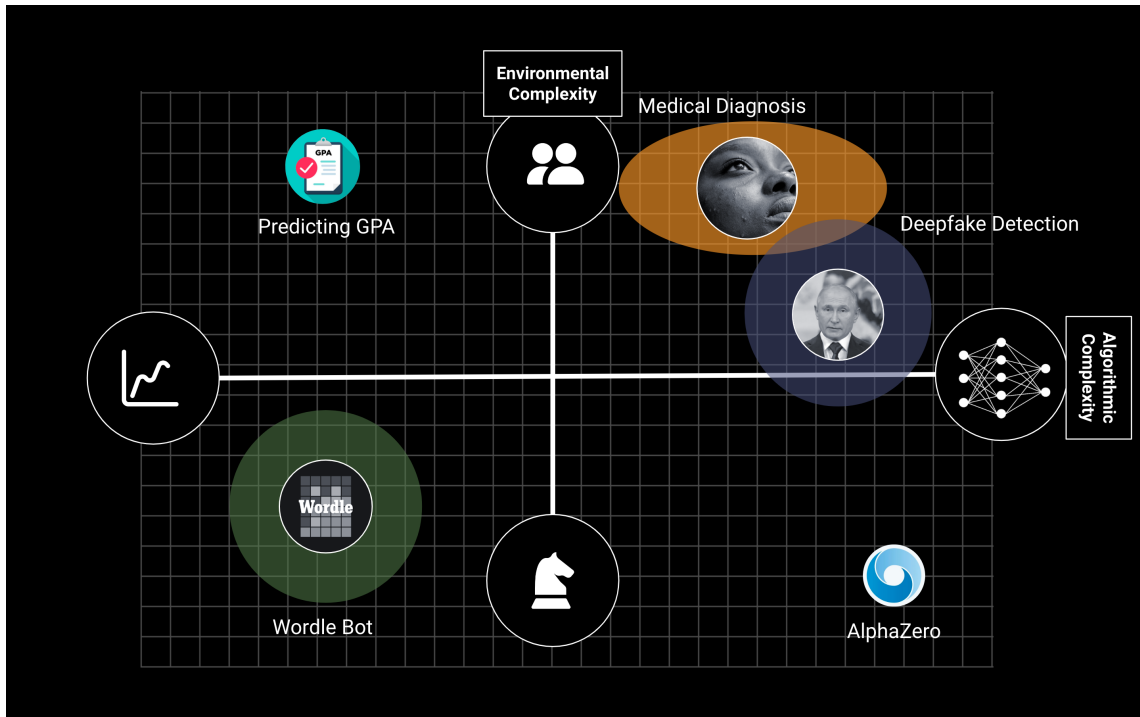 Environmental
Complexity
Medical Diagnosis
GPA
Predicting GPA
Deepfake Detection
Algorithmic
Complexity
Wordle
Wordle Bot
AlphaZero